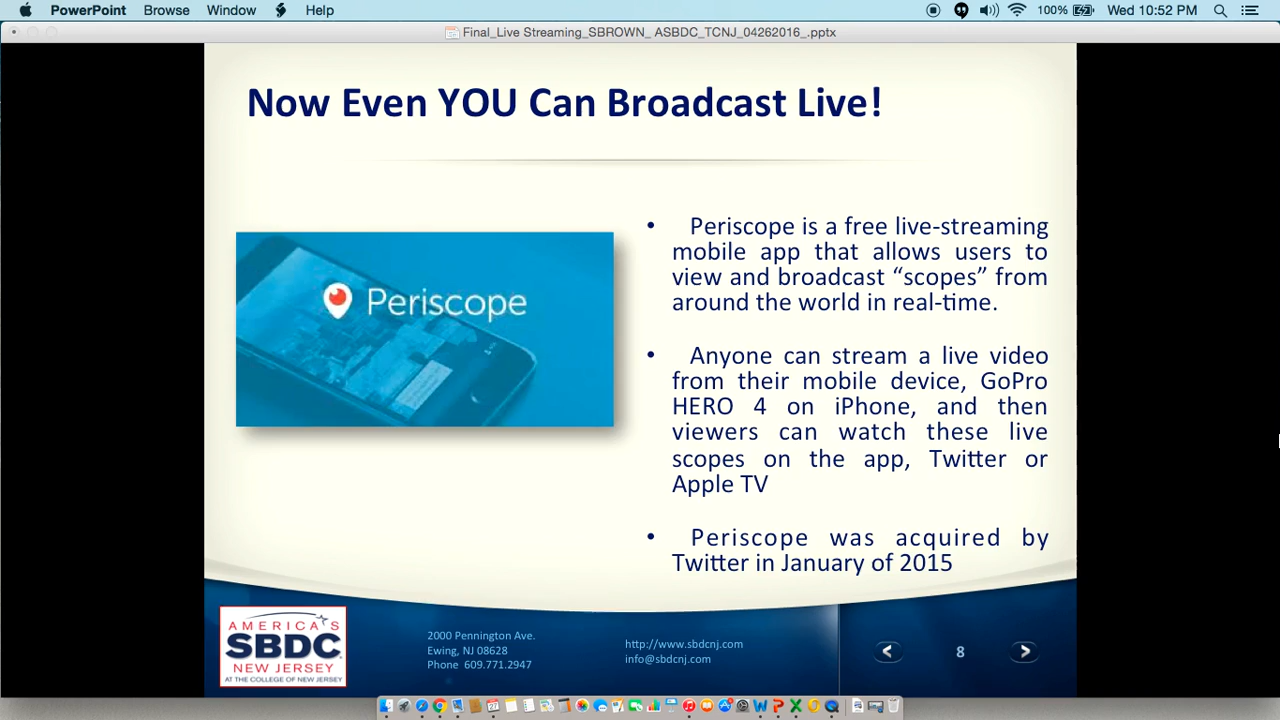 PowerPoint Browse Window Help 100% Wed 10:52 PM
Final_Live Streaming_SBROWN_ ASBDC_TCNJ_04262016_.pptx
Now Even YOU Can Broadcast Live!
Periscope
• Periscope is a free live-streaming
mobile app that allows users to
view and broadcast “scopes” from
around the world in real-time.
• Anyone can stream a live video
from their mobile device, GoPro
HERO 4 on iPhone, and then
viewers can watch these live
scopes on the app, Twitter or
Apple TV
• Periscope was acquired by
Twitter in January of 2015
AMERICA'S
SBDC
NEW JERSEY
AT THE COLLEGE OF NEW JERSEY
2000 Pennington Ave.
Ewing, NJ 08628
Phone 609.771.2947
http://www.sbdcnj.com
info@sbdcnj.com
8